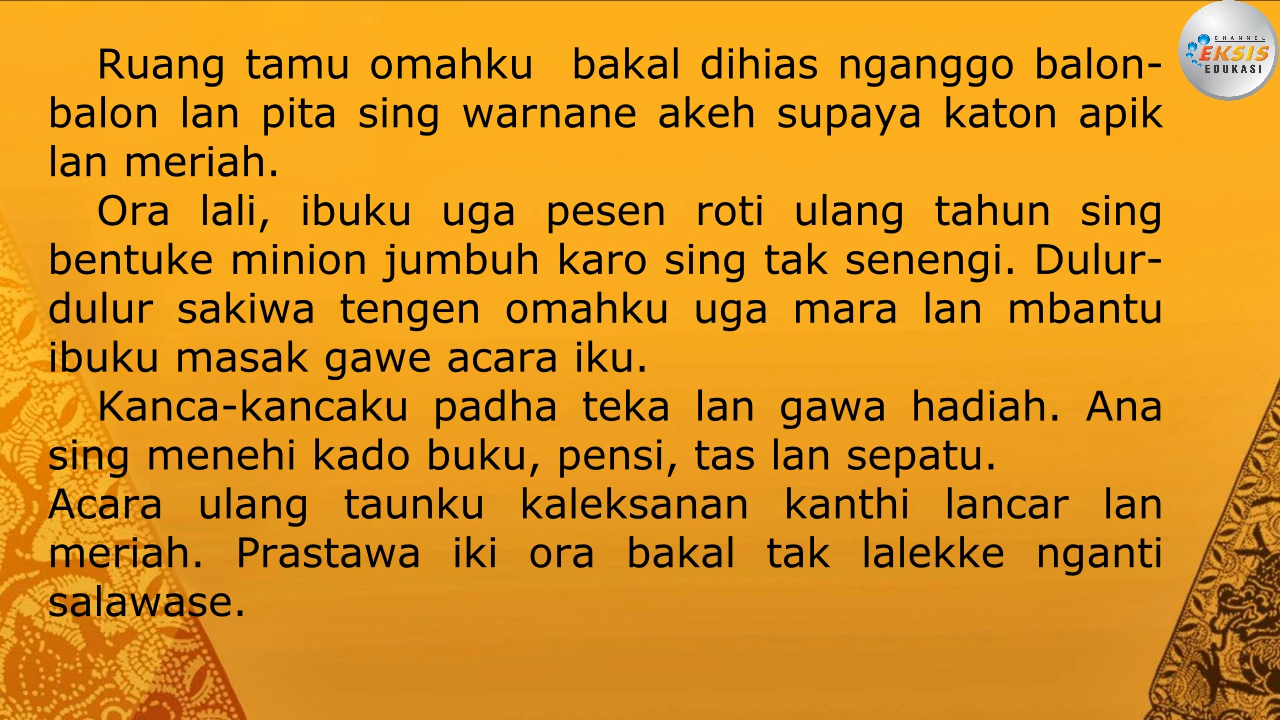 CHANNEL
EKSIS
EDUKASI
Ruang tamu omahku bakal dihias nganggo balon-
balon lan pita sing warnane akeh supaya katon apik
lan meriah.
Ora lali, ibuku uga pesen roti ulang tahun sing
bentuke minion jumbuh karo sing tak senengi. Dulur-
dulur sakiwa tengen omahku uga mara lan mbantu
ibuku masak gawe acara iku.
Kanca-kancaku padha teka lan gawa hadiah. Ana
sing menehi kado buku, pensi, tas lan sepatu.
Acara ulang taunku kaleksanan kanthi lancar lan
meriah. Prastawa iki ora bakal tak lalekke nganti
salawase.